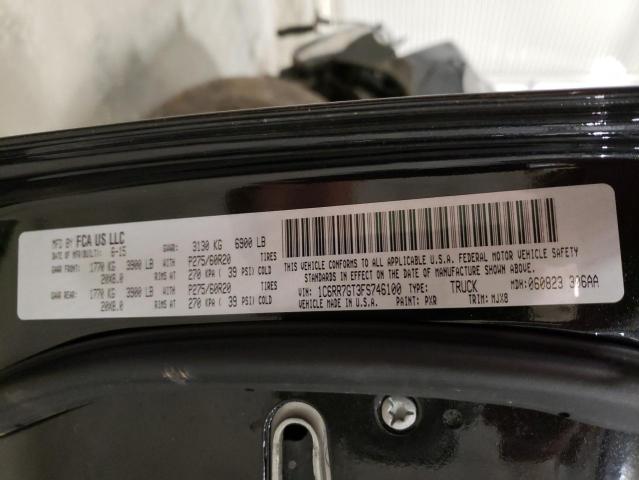 MFD BY FCA US LLC
DATE OF MFR/BUILT: 6-15 GVWR: 3130 KG 6900 LB
GAWR FRONT: 1770 KG 3900 LB WITH P275/60R20
20X8.0 RIMS AT 270 KPA ( 39 PSI) COLD
GAWR REAR: 1770 KG 3900 LB WITH P275/60R20
20X8.0 RIMS AT 270 KPA ( 39 PSI) COLD
THIS VEHICLE CONFORMS TO ALL APPLICABLE U.S.A. FEDERAL MOTOR VEHICLE SAFETY
STANDARDS IN EFFECT ON THE DATE OF MANUFACTURE SHOWN ABOVE.
VIN: 1C6RR7GT3FS746100 TYPE: TRUCK MDH: 060823 306AA
VEHICLE MADE IN U.S.A. PAINT: PXR TRIM: MJX8